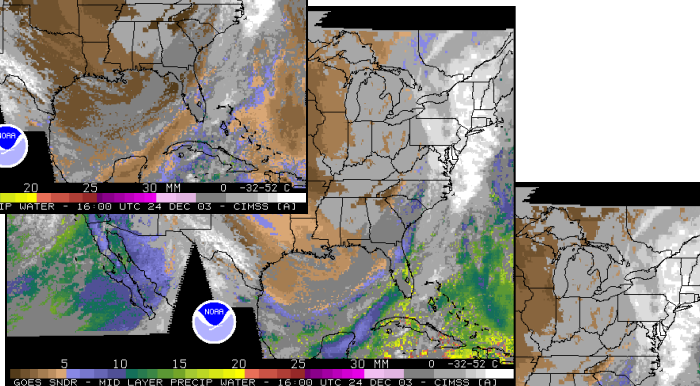 NOAA
20 25 30 MM 0 -32-52 C
IP WATER - 16:00 UTC 24 DEC 03 - CIMSS [A]
NOAA
5 10 15 20 25 30 MM 0 -32-52 C
GOES SNDR - MID LAYER PRECIP WATER - 16:00 UTC 24 DEC 03 - CIMSS [A]